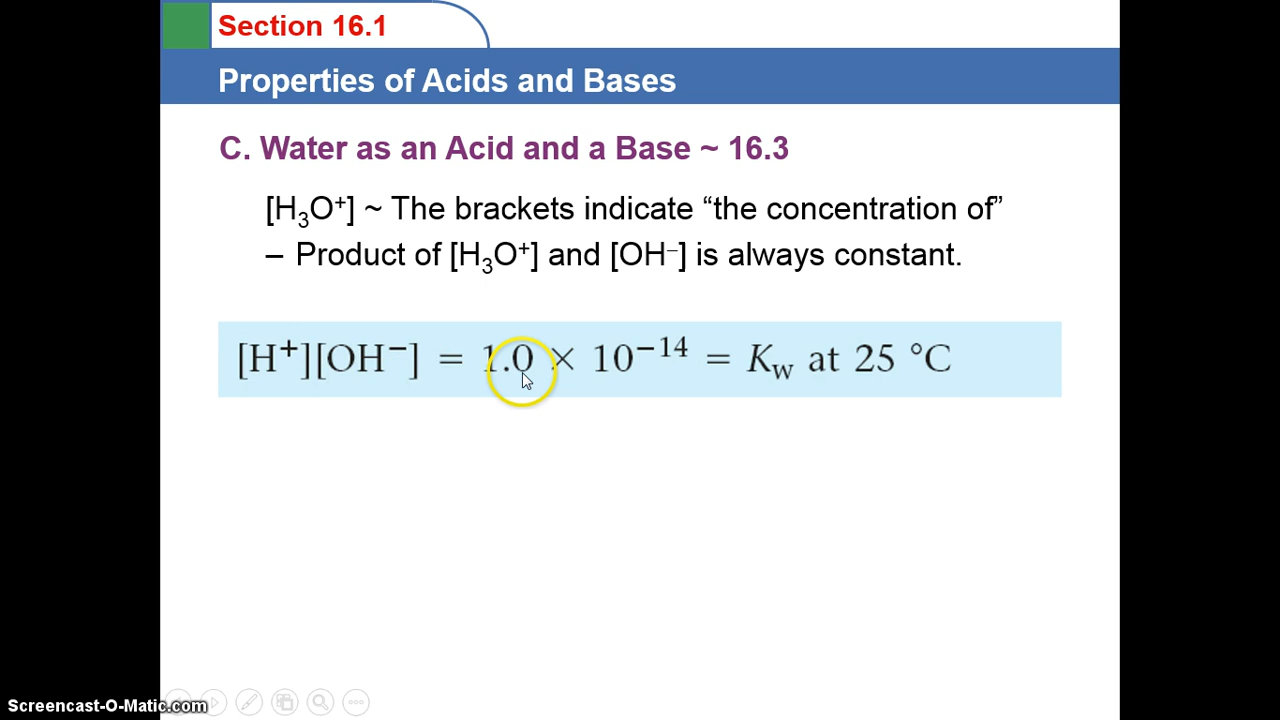 Section 16.1
Properties of Acids and Bases
C. Water as an Acid and a Base ~ 16.3
[H₃O⁺] ~ The brackets indicate “the concentration of”
– Product of [H₃O⁺] and [OH⁻] is always constant.
[H⁺][OH⁻] = 1.0 × 10⁻¹⁴ = K_w at 25 °C
Screencast-O-Matic.com